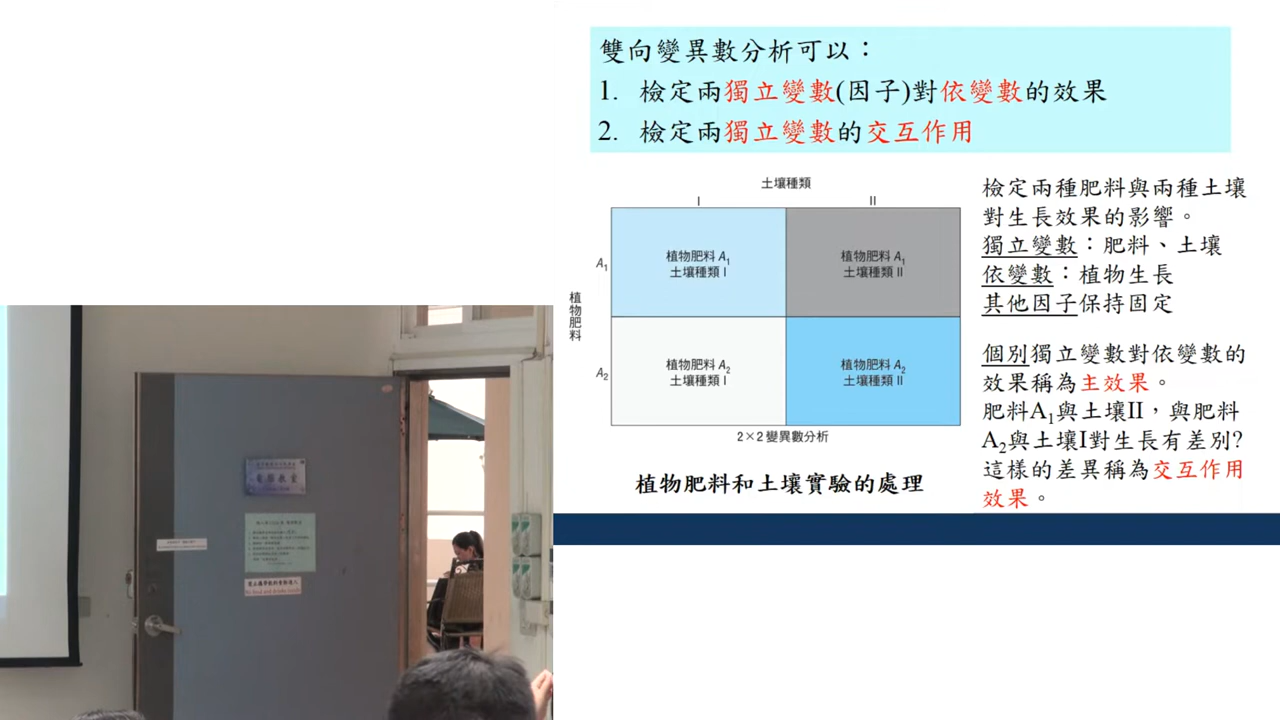 雙向變異數分析可以：
1. 檢定兩獨立變數(因子)對依變數的效果
2. 檢定兩獨立變數的交互作用
土壤種類
I II
植物肥料
A₁
植物肥料 A₁
土壤種類 I
植物肥料 A₁
土壤種類 II
A₂
植物肥料 A₂
土壤種類 I
植物肥料 A₂
土壤種類 II
2×2 變異數分析
植物肥料和土壤實驗的處理
檢定兩種肥料與兩種土壤
對生長效果的影響。
獨立變數：肥料、土壤
依變數：植物生長
其他因子保持固定
個別獨立變數對依變數的
效果稱為主效果。
肥料A₁與土壤II，與肥料
A₂與土壤I對生長有差別?
這樣的差異稱為交互作用
效果。
電腦教室